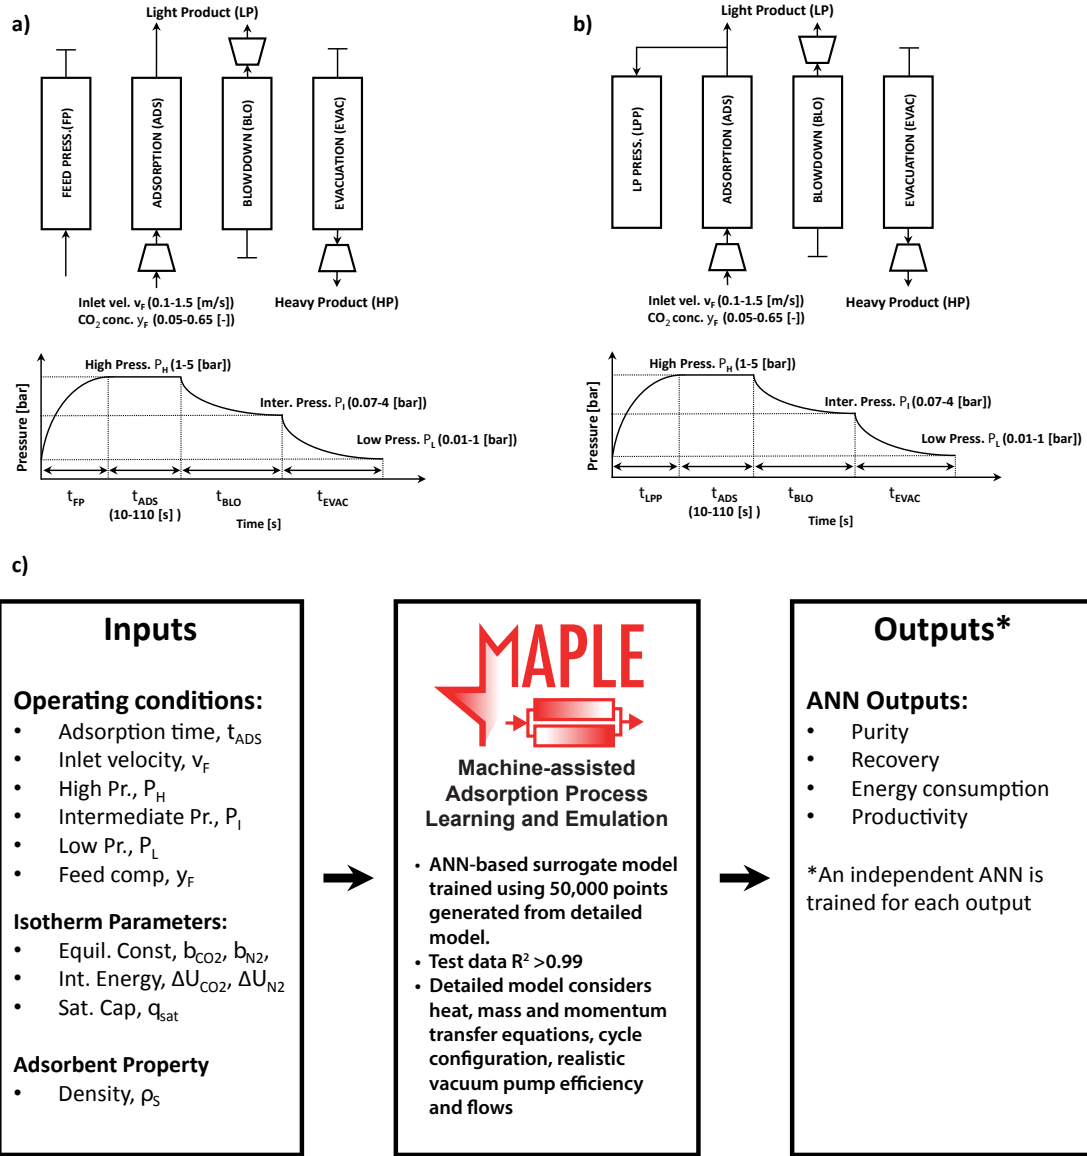 a)
Light Product (LP)
FEED PRESS.(FP)
ADSORPTION (ADS)
BLOWDOWN (BLO)
EVACUATION (EVAC)
Inlet vel. vF (0.1-1.5 [m/s])
CO2 conc. yF (0.05-0.65 [-])
Heavy Product (HP)
Pressure [bar]
High Press. PH (1-5 [bar])
Inter. Press. PI (0.07-4 [bar])
Low Press. PL (0.01-1 [bar])
tFP
tADS
(10-110 [s] )
tBLO
tEVAC
Time [s]
b)
Light Product (LP)
LP PRESS. (LPP)
ADSORPTION (ADS)
BLOWDOWN (BLO)
EVACUATION (EVAC)
Inlet vel. vF (0.1-1.5 [m/s])
CO2 conc. yF (0.05-0.65 [-])
Heavy Product (HP)
Pressure [bar]
High Press. PH (1-5 [bar])
Inter. Press. PI (0.07-4 [bar])
Low Press. PL (0.01-1 [bar])
tLPP
tADS
(10-110 [s] )
tBLO
tEVAC
Time [s]
c)
Inputs
Operating conditions:
• Adsorption time, tADS
• Inlet velocity, vF
• High Pr., PH
• Intermediate Pr., PI
• Low Pr., PL
• Feed comp, yF
Isotherm Parameters:
• Equil. Const, bCO2, bN2,
• Int. Energy, ΔUCO2, ΔUN2
• Sat. Cap, qsat
Adsorbent Property
• Density, ρS
MAPLE
Machine-assisted
Adsorption Process
Learning and Emulation
• ANN-based surrogate model
trained using 50,000 points
generated from detailed
model.
• Test data R2 >0.99
• Detailed model considers
heat, mass and momentum
transfer equations, cycle
configuration, realistic
vacuum pump efficiency
and flows
Outputs*
ANN Outputs:
• Purity
• Recovery
• Energy consumption
• Productivity
*An independent ANN is
trained for each output